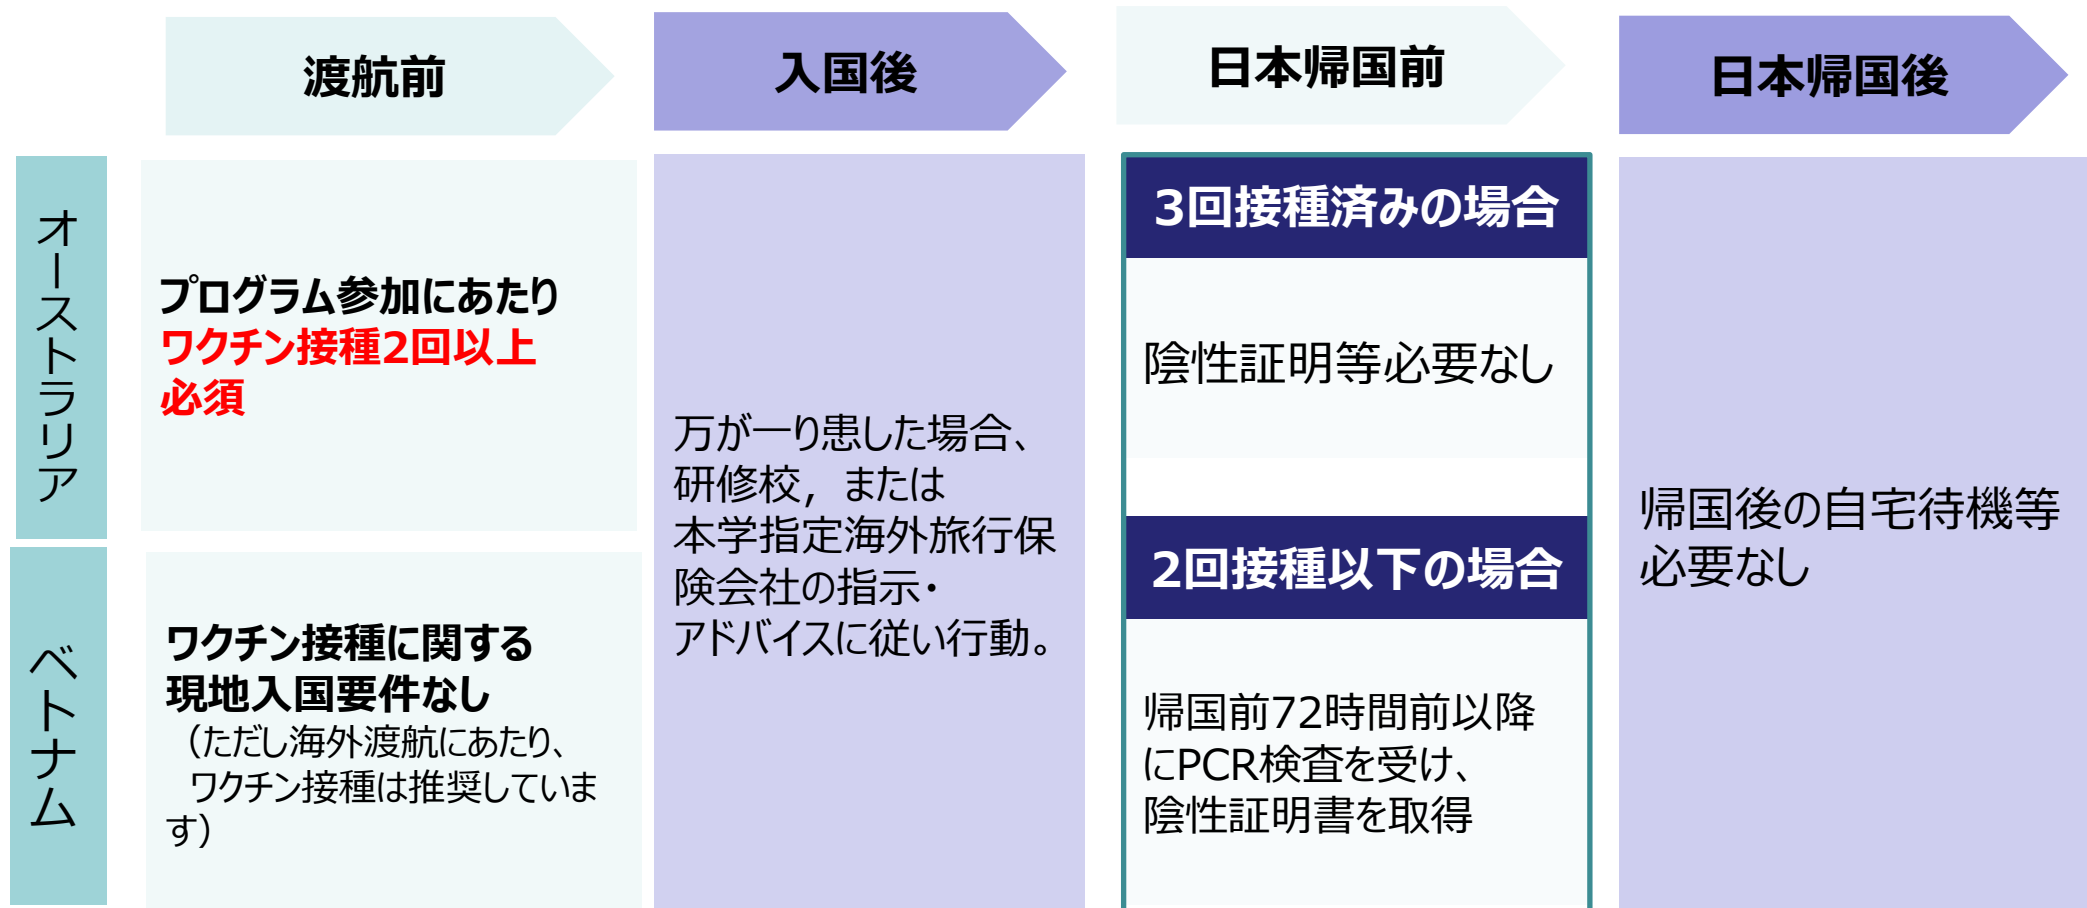 渡航前
入国後
日本帰国前
日本帰国後
オーストラリア
プログラム参加にあたり
ワクチン接種2回以上
必須
ベトナム
ワクチン接種に関する
現地入国要件なし
（ただし海外渡航にあたり、
ワクチン接種は推奨していま
す）
万が一り患した場合、
研修校，または
本学指定海外旅行保
険会社の指示・
アドバイスに従い行動。
3回接種済みの場合
陰性証明等必要なし
2回接種以下の場合
帰国前72時間前以降
にPCR検査を受け、
陰性証明書を取得
帰国後の自宅待機等
必要なし